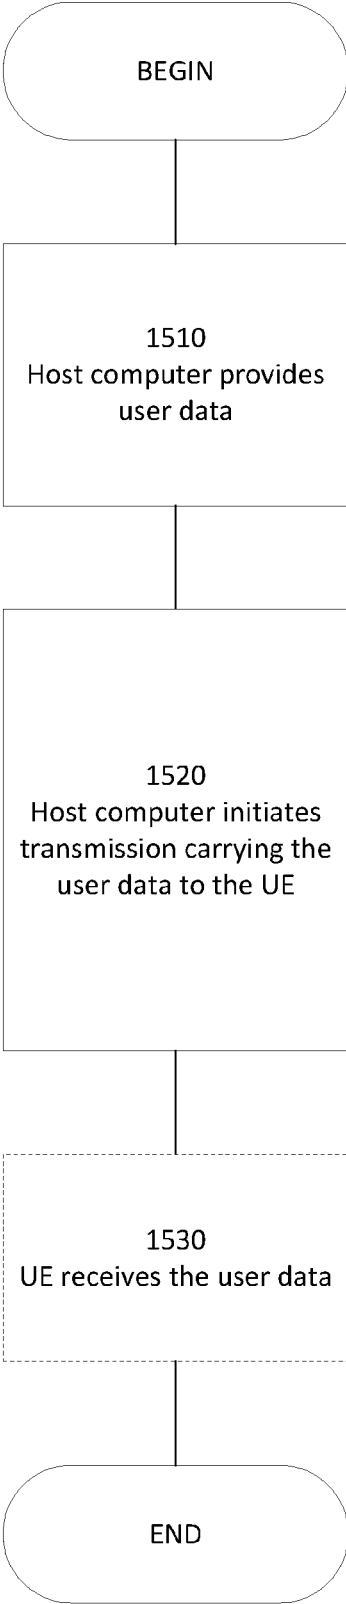 BEGIN
1510
Host computer provides
user data
1520
Host computer initiates
transmission carrying the
user data to the UE
1530
UE receives the user data
END